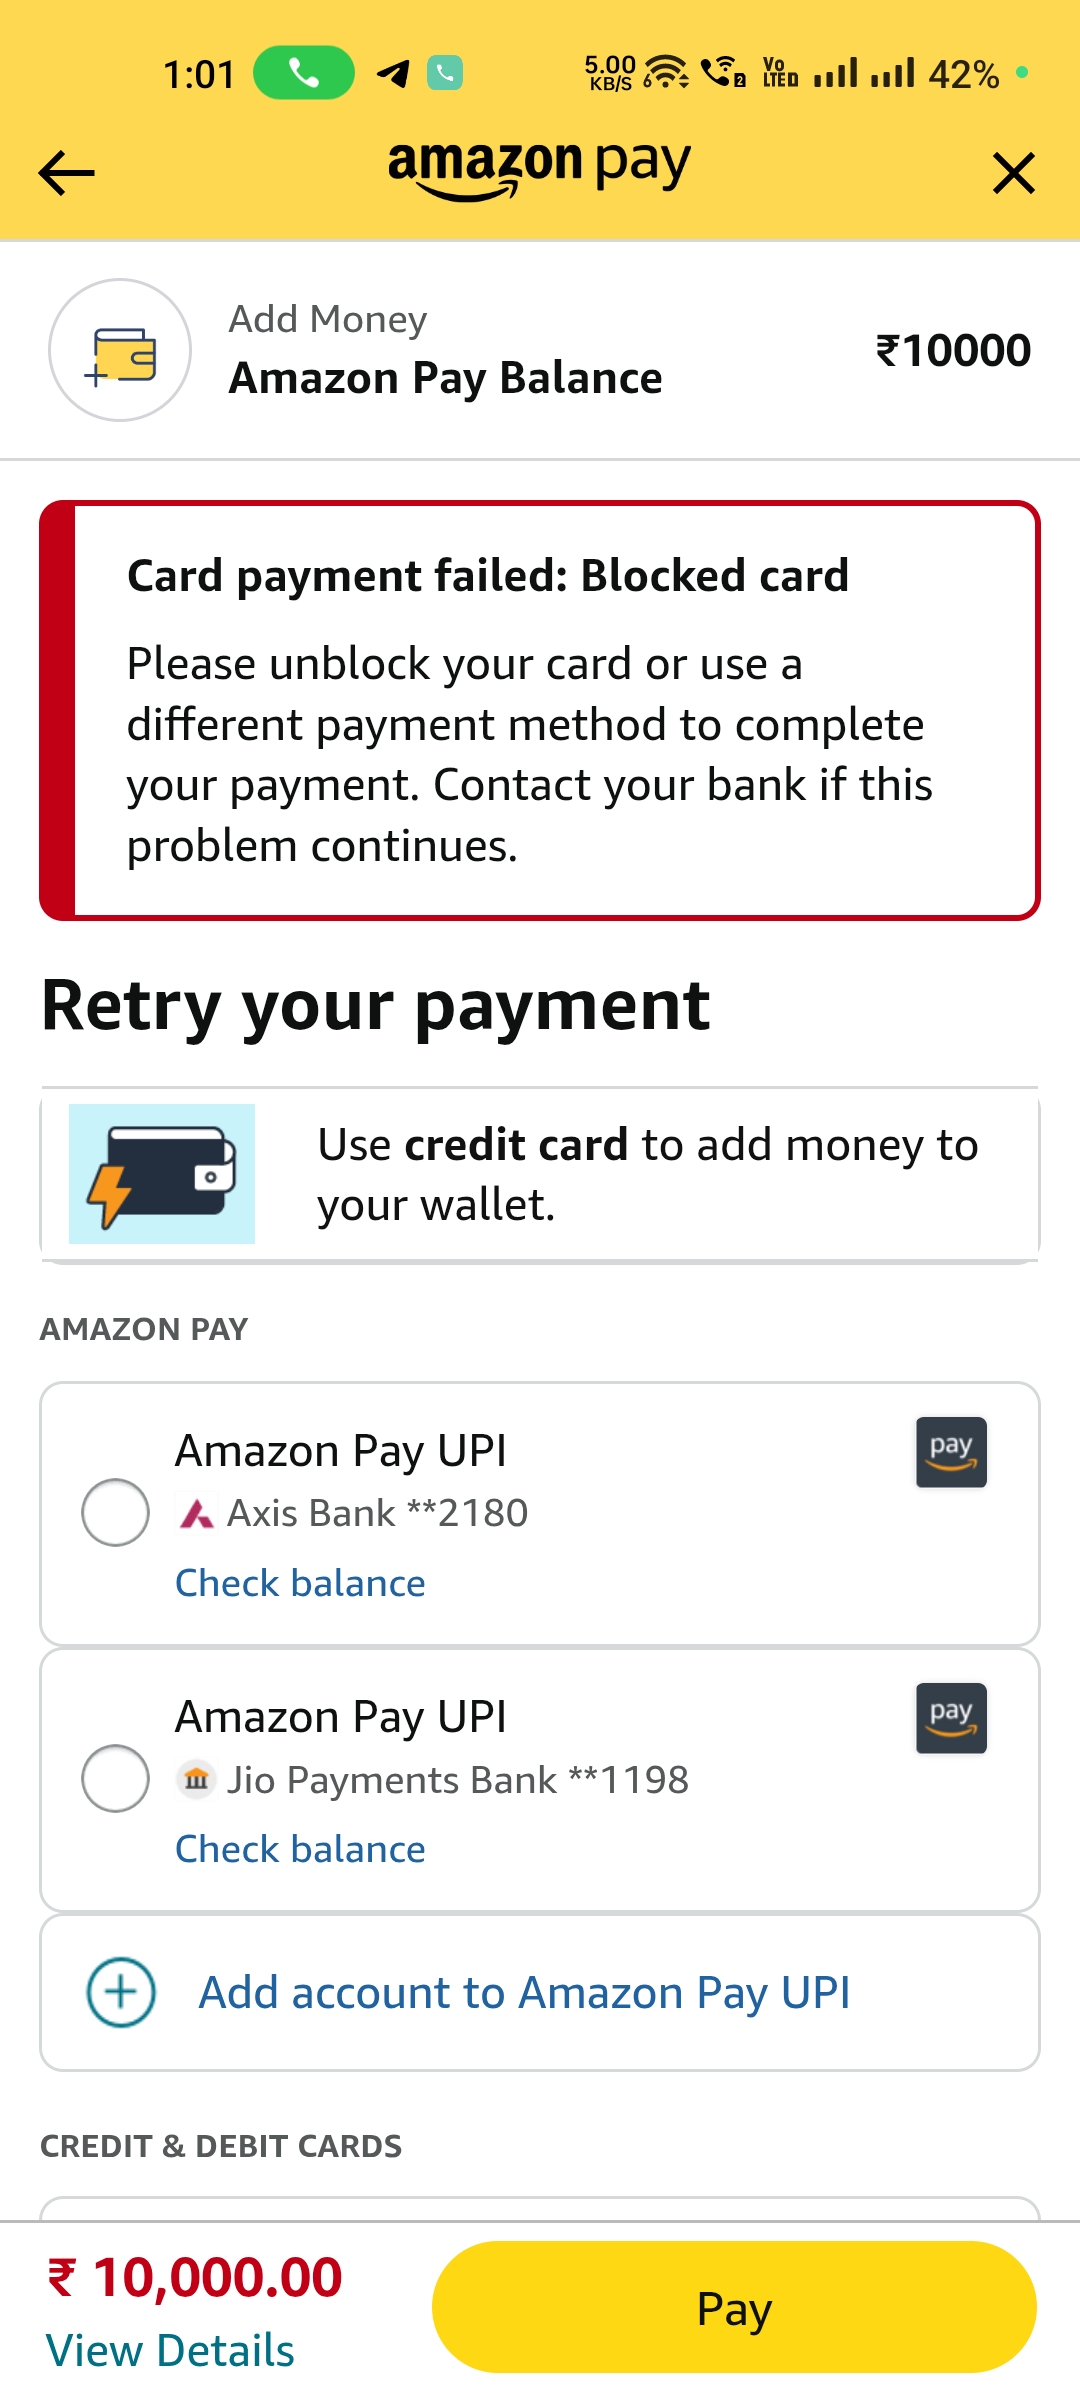 1:01 5.00 KB/S 6 2 Vo LTE D 42%
amazon pay
Add Money
Amazon Pay Balance
₹10000
Card payment failed: Blocked card
Please unblock your card or use a
different payment method to complete
your payment. Contact your bank if this
problem continues.
Retry your payment
Use credit card to add money to
your wallet.
AMAZON PAY
Amazon Pay UPI
pay
Axis Bank **2180
Check balance
Amazon Pay UPI
pay
Jio Payments Bank **1198
Check balance
Add account to Amazon Pay UPI
CREDIT & DEBIT CARDS
₹ 10,000.00
View Details
Pay